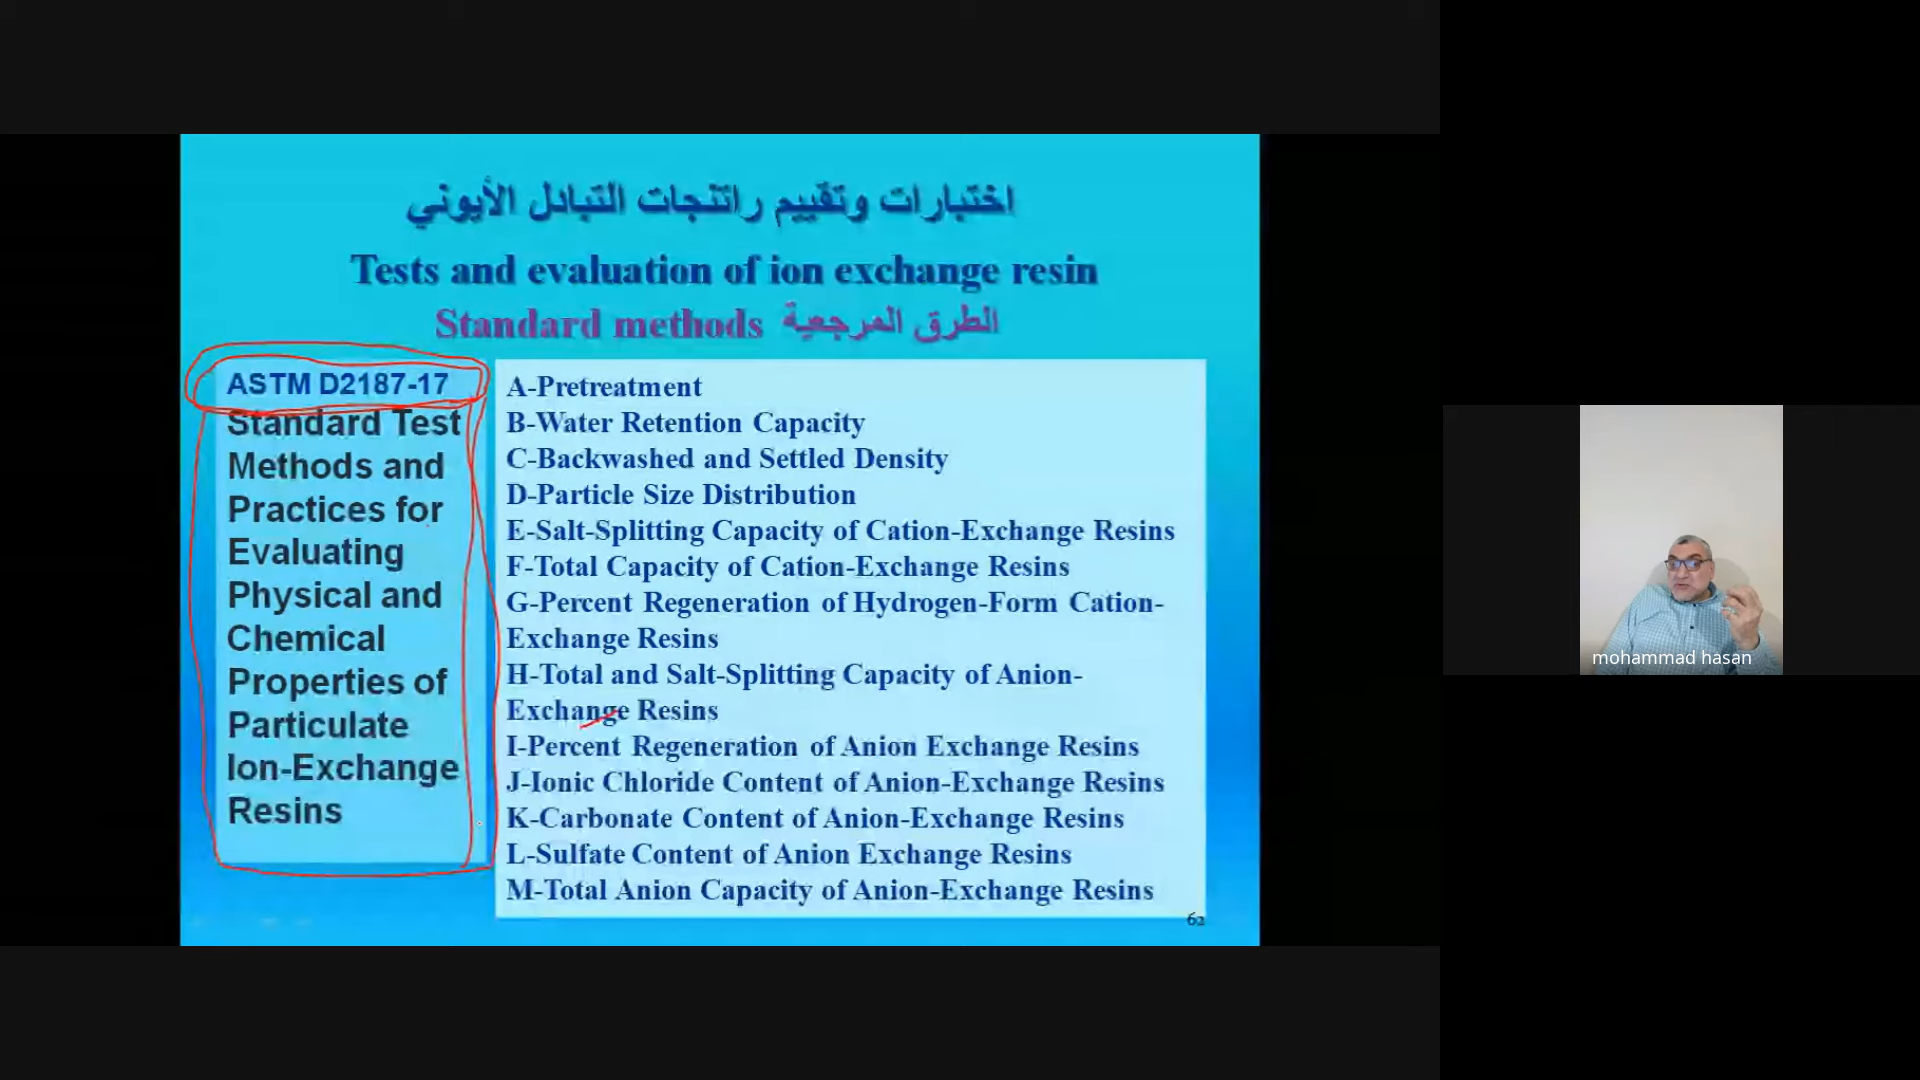 اختبارات وتقييم راتنجات التبادل الأيوني
Tests and evaluation of ion exchange resin
Standard methods الطرق المرجعية
ASTM D2187-17
Standard Test
Methods and
Practices for
Evaluating
Physical and
Chemical
Properties of
Particulate
Ion-Exchange
Resins
A-Pretreatment
B-Water Retention Capacity
C-Backwashed and Settled Density
D-Particle Size Distribution
E-Salt-Splitting Capacity of Cation-Exchange Resins
F-Total Capacity of Cation-Exchange Resins
G-Percent Regeneration of Hydrogen-Form Cation-
Exchange Resins
H-Total and Salt-Splitting Capacity of Anion-
Exchange Resins
I-Percent Regeneration of Anion Exchange Resins
J-Ionic Chloride Content of Anion-Exchange Resins
K-Carbonate Content of Anion-Exchange Resins
L-Sulfate Content of Anion Exchange Resins
M-Total Anion Capacity of Anion-Exchange Resins
62
mohammad hasan